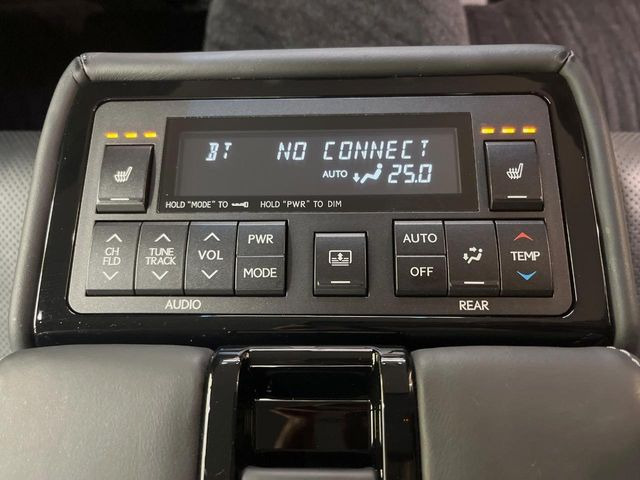 BT NO CONNECT
AUTO 25.0
HOLD "MODE" TO HOLD "PWR" TO DIM
CH FLD
TUNE TRACK
VOL
PWR
MODE
AUTO
OFF
TEMP
AUDIO
REAR